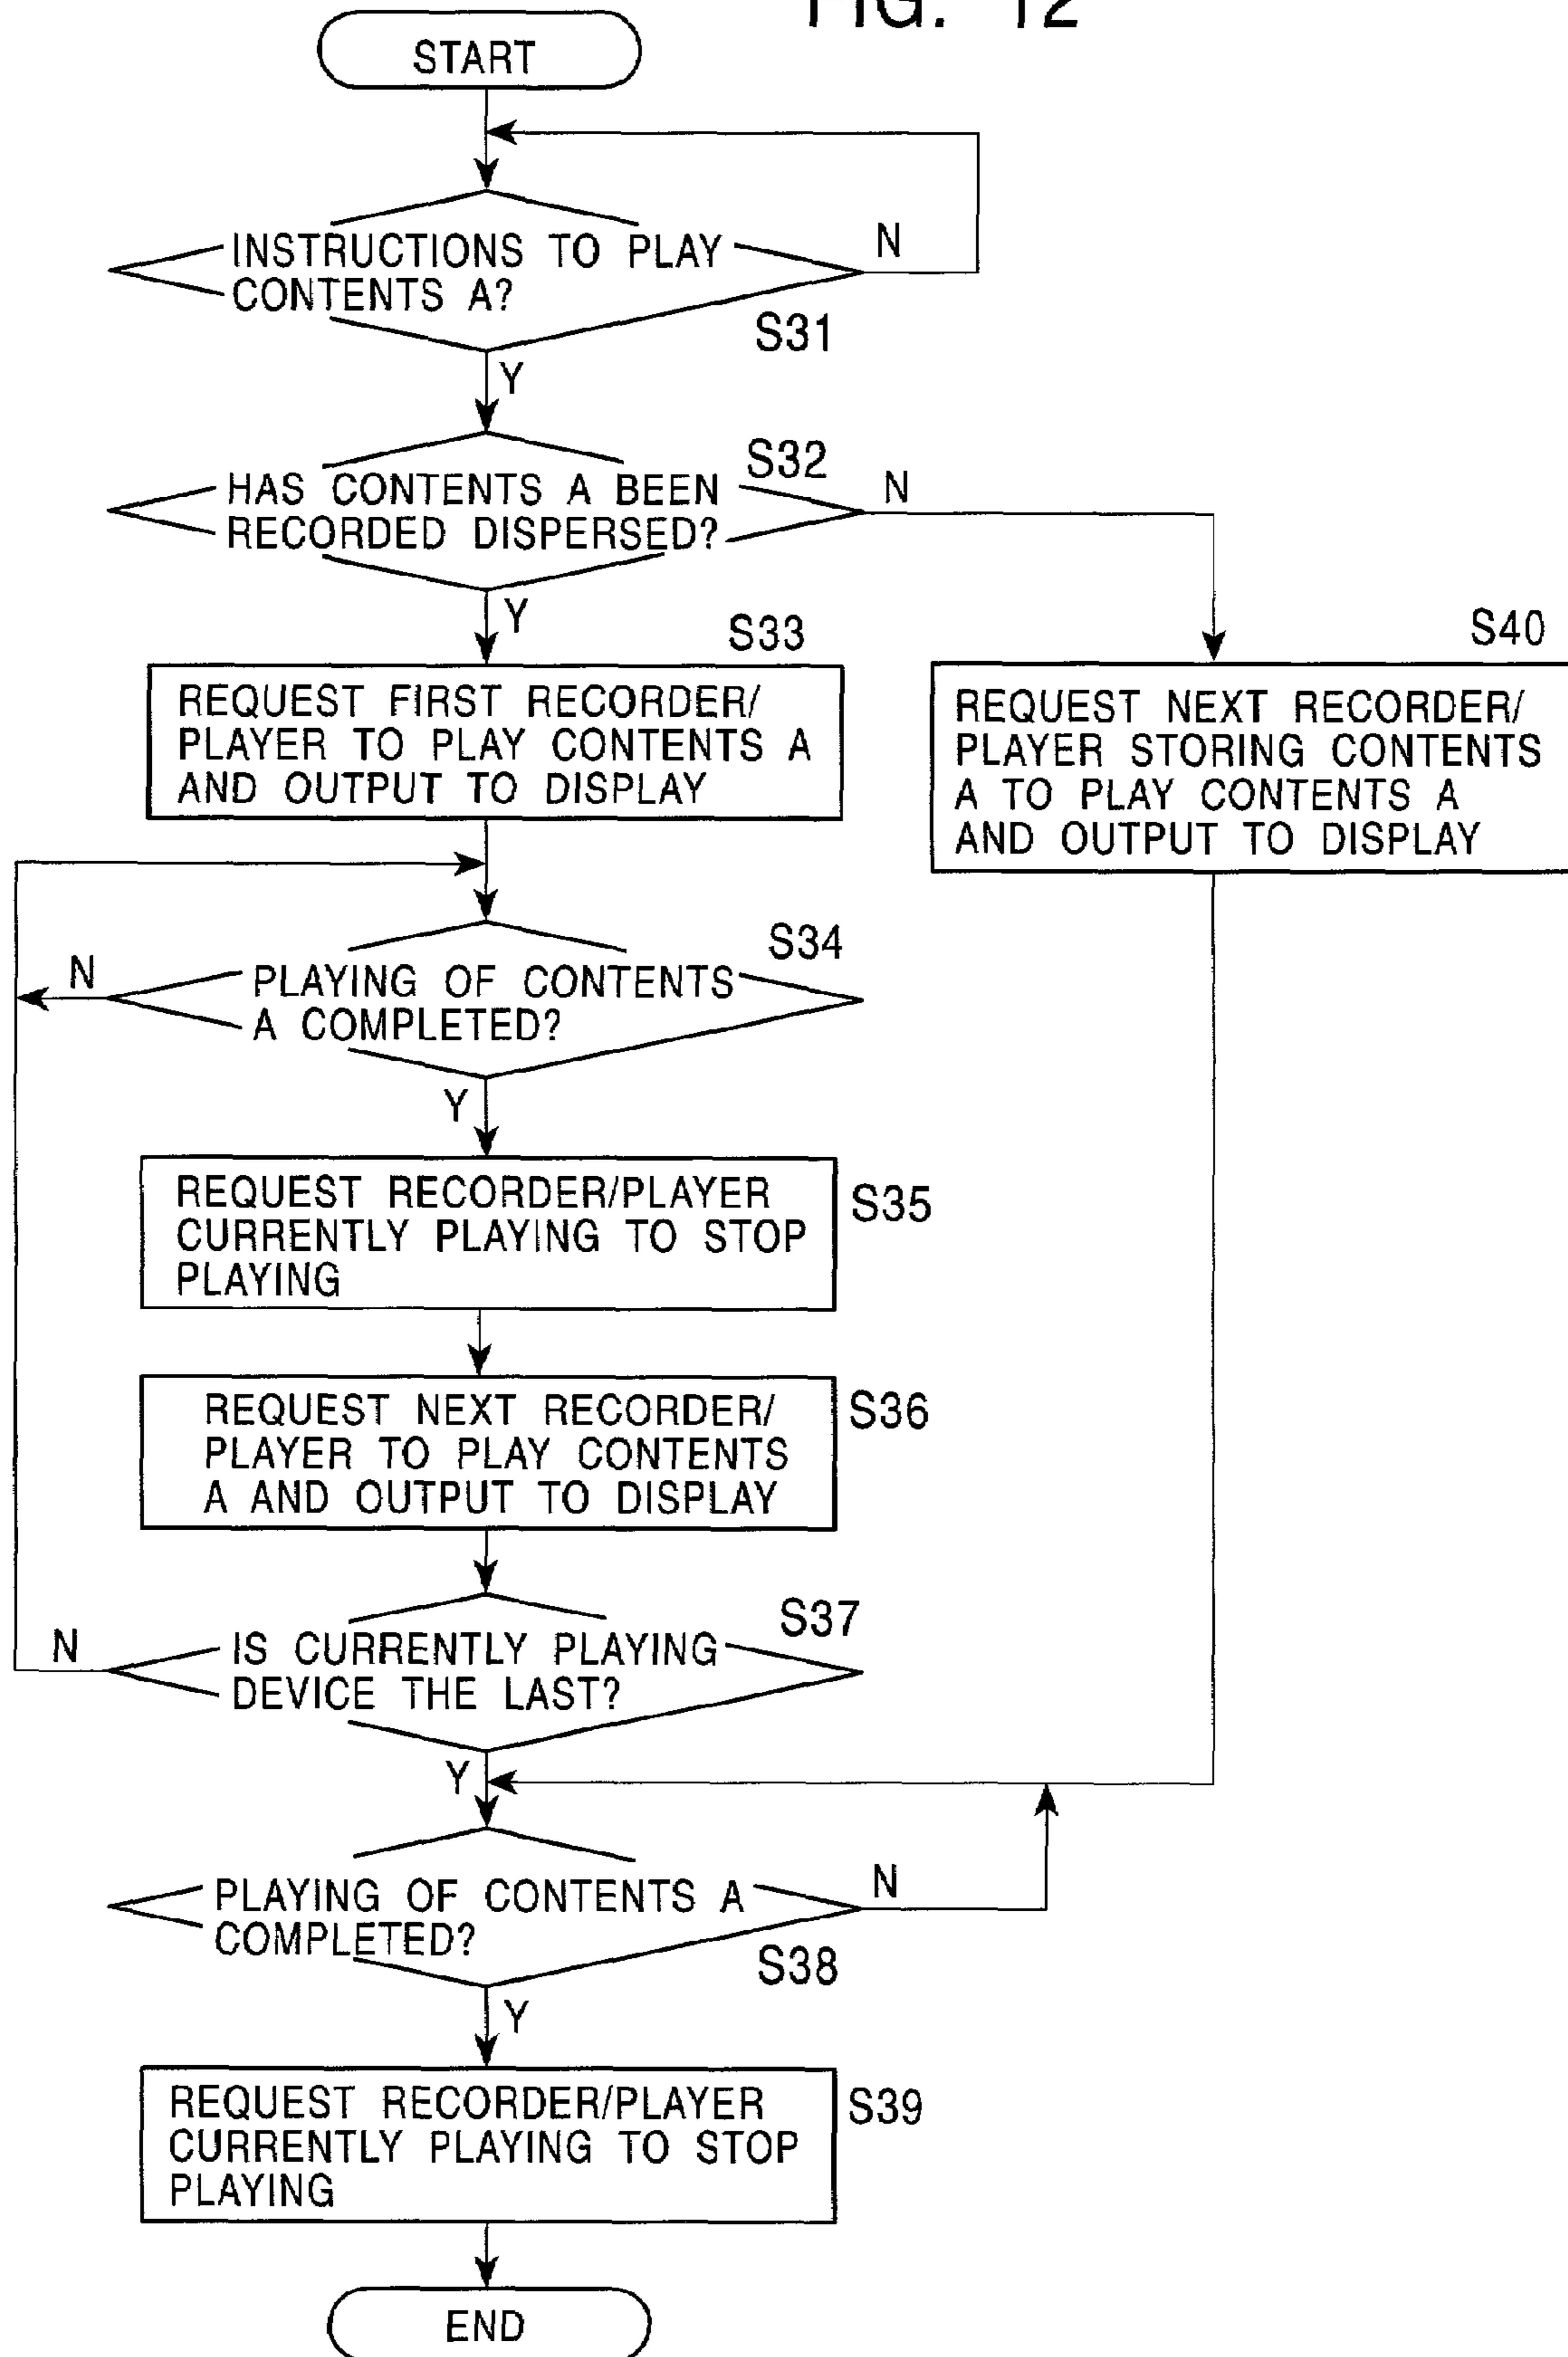 FIG. 12
START
INSTRUCTIONS TO PLAY
CONTENTS A?
N
S31
Y
HAS CONTENTS A BEEN
RECORDED DISPERSED?
S32
N
Y
S33
REQUEST FIRST RECORDER/
PLAYER TO PLAY CONTENTS A
AND OUTPUT TO DISPLAY
S40
REQUEST NEXT RECORDER/
PLAYER STORING CONTENTS
A TO PLAY CONTENTS A
AND OUTPUT TO DISPLAY
S34
N
PLAYING OF CONTENTS
A COMPLETED?
Y
REQUEST RECORDER/PLAYER
CURRENTLY PLAYING TO STOP
PLAYING
S35
REQUEST NEXT RECORDER/
PLAYER TO PLAY CONTENTS
A AND OUTPUT TO DISPLAY
S36
S37
N
IS CURRENTLY PLAYING
DEVICE THE LAST?
Y
PLAYING OF CONTENTS A
COMPLETED?
N
S38
Y
REQUEST RECORDER/PLAYER
CURRENTLY PLAYING TO STOP
PLAYING
S39
END